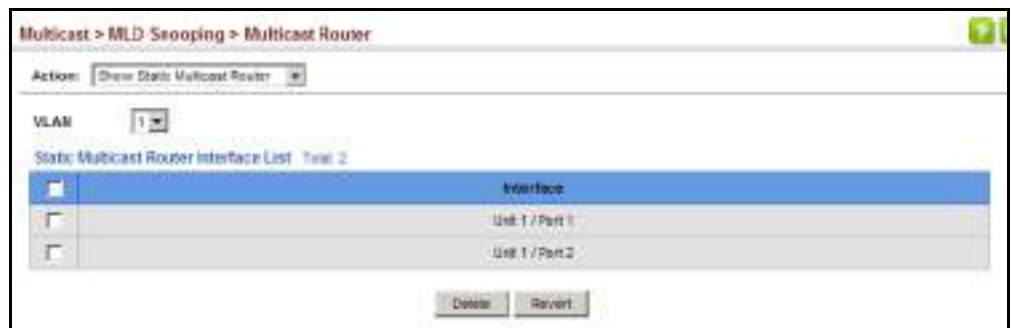 Multicast > MLD Snooping > Multicast Router
Action: Show Static Multicast Router
VLAN 1
Static Multicast Router Interface List Total: 2
Interface
Unit 1 / Port 1
Unit 1 / Port 2
Delete Revert